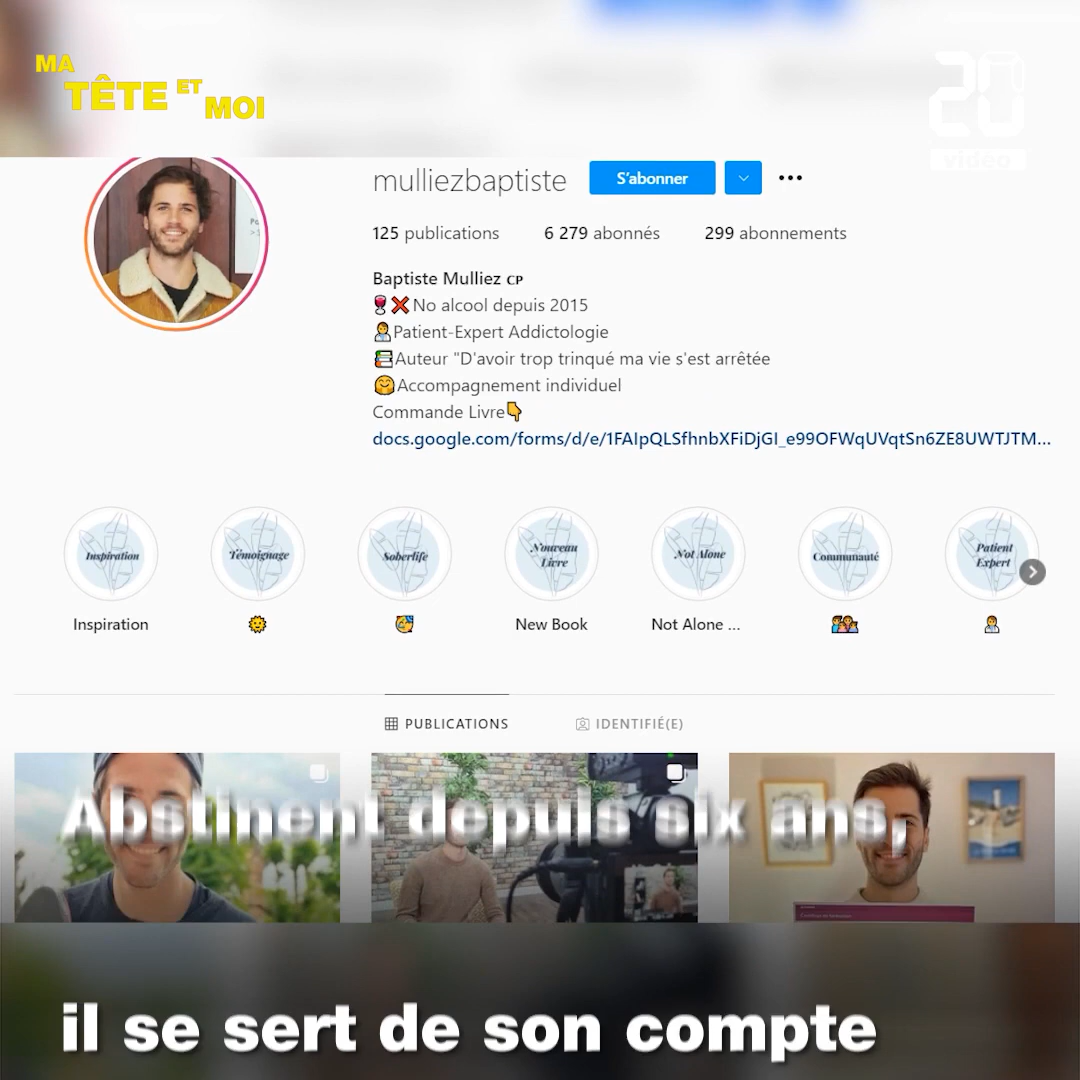 MA
TÊTE ET
MOI
20
vidéo
mulliezbaptiste S'abonner
125 publications 6 279 abonnés 299 abonnements
Baptiste Mulliez CP
🍷❌No alcool depuis 2015
👨‍⚕️Patient-Expert Addictologie
📚Auteur "D'avoir trop trinqué ma vie s'est arrêtée
🤗Accompagnement individuel
Commande Livre👇
docs.google.com/forms/d/e/1FAIpQLSfhnbXFiDjGI_e99OFWqUVqtSn6ZE8UWTJTM...
Inspiration Témoignage Soberlife Nouveau Livre Not Alone Communauté Patient Expert
Inspiration 🌞 🥳 New Book Not Alone ... 👨‍👩‍👧 👨‍⚕️
PUBLICATIONS IDENTIFIÉ(E)
Abstinent depuis six ans,
il se sert de son compte